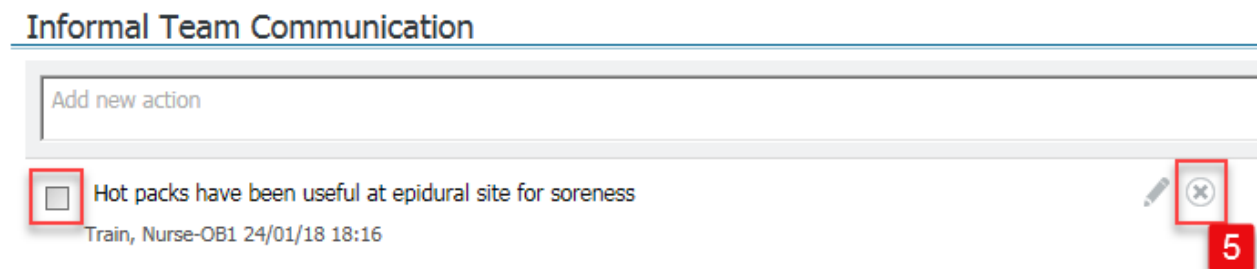 Informal Team Communication
Add new action
Hot packs have been useful at epidural site for soreness
Train, Nurse-OB1 24/01/18 18:16
5